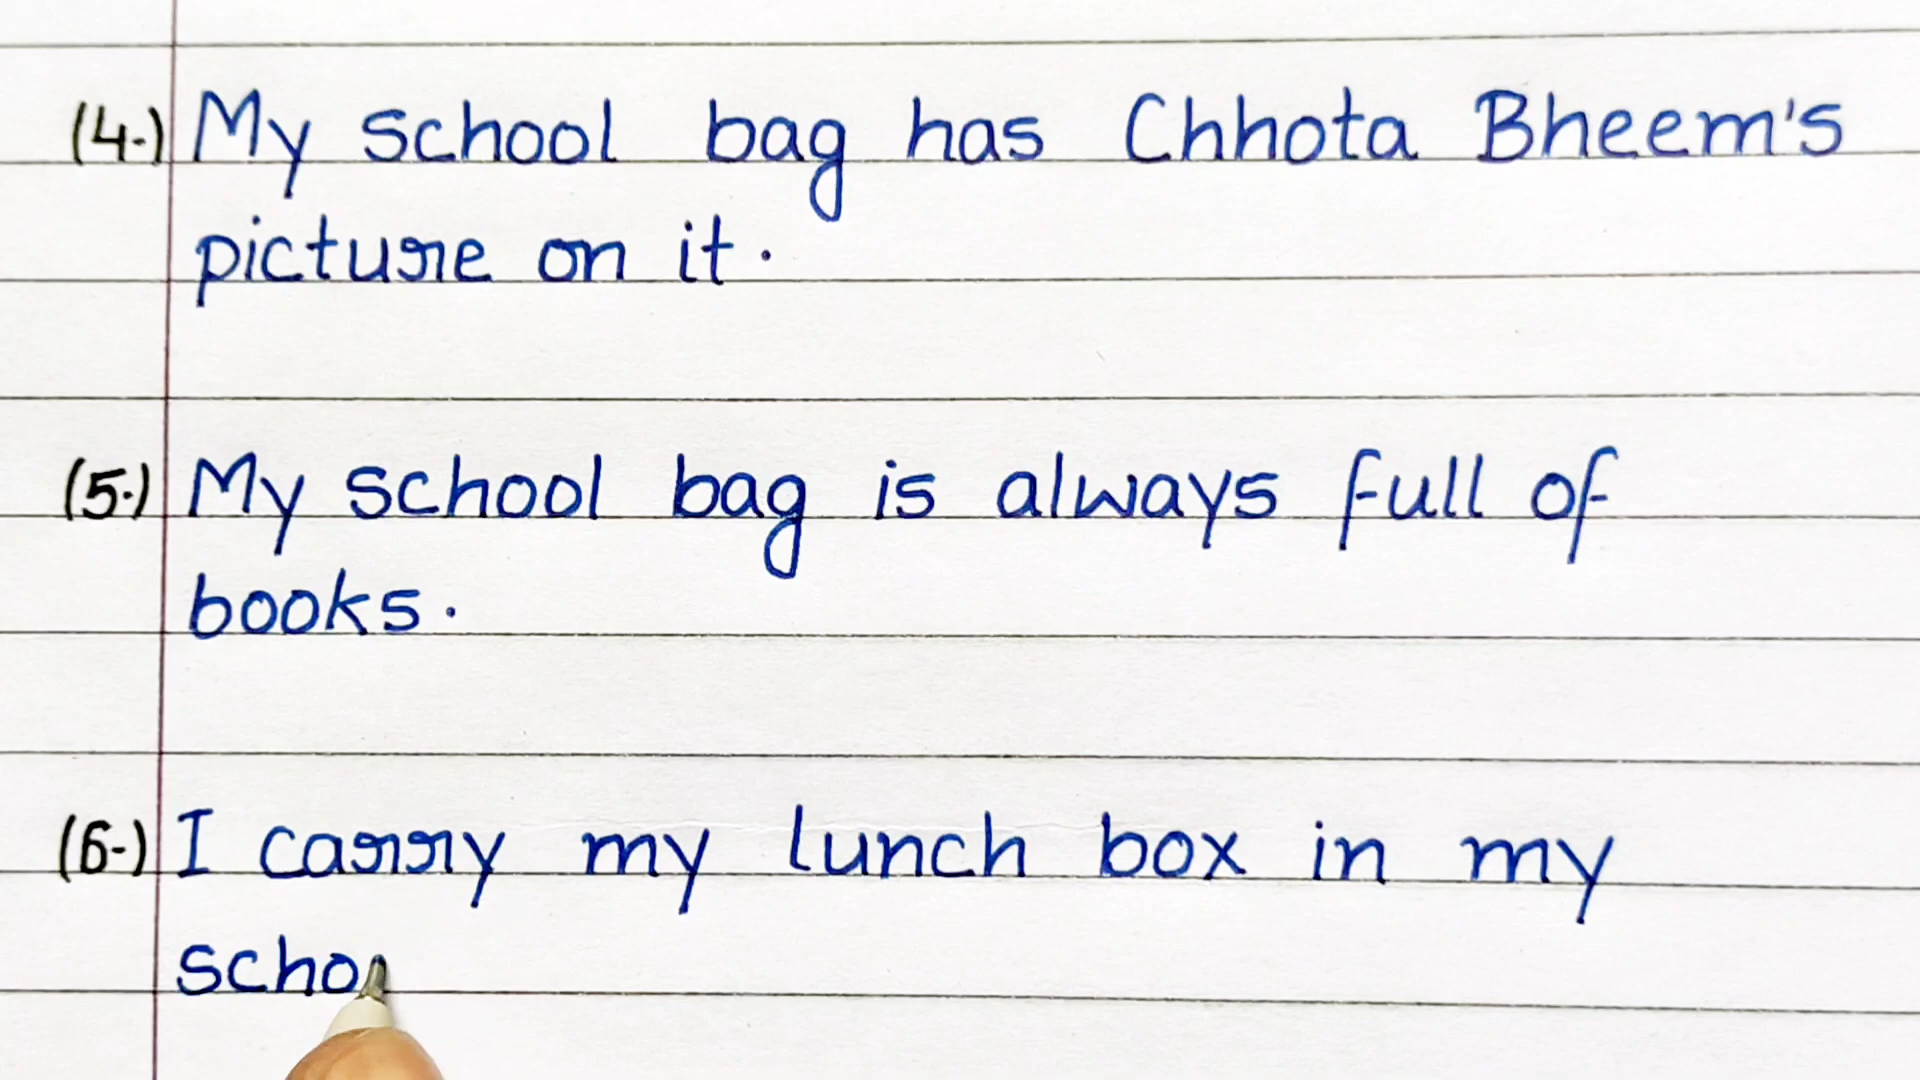 (4.) My school bag has Chhota Bheem's
picture on it.
(5.) My school bag is always full of
books.
(6.) I carry my lunch box in my
scho